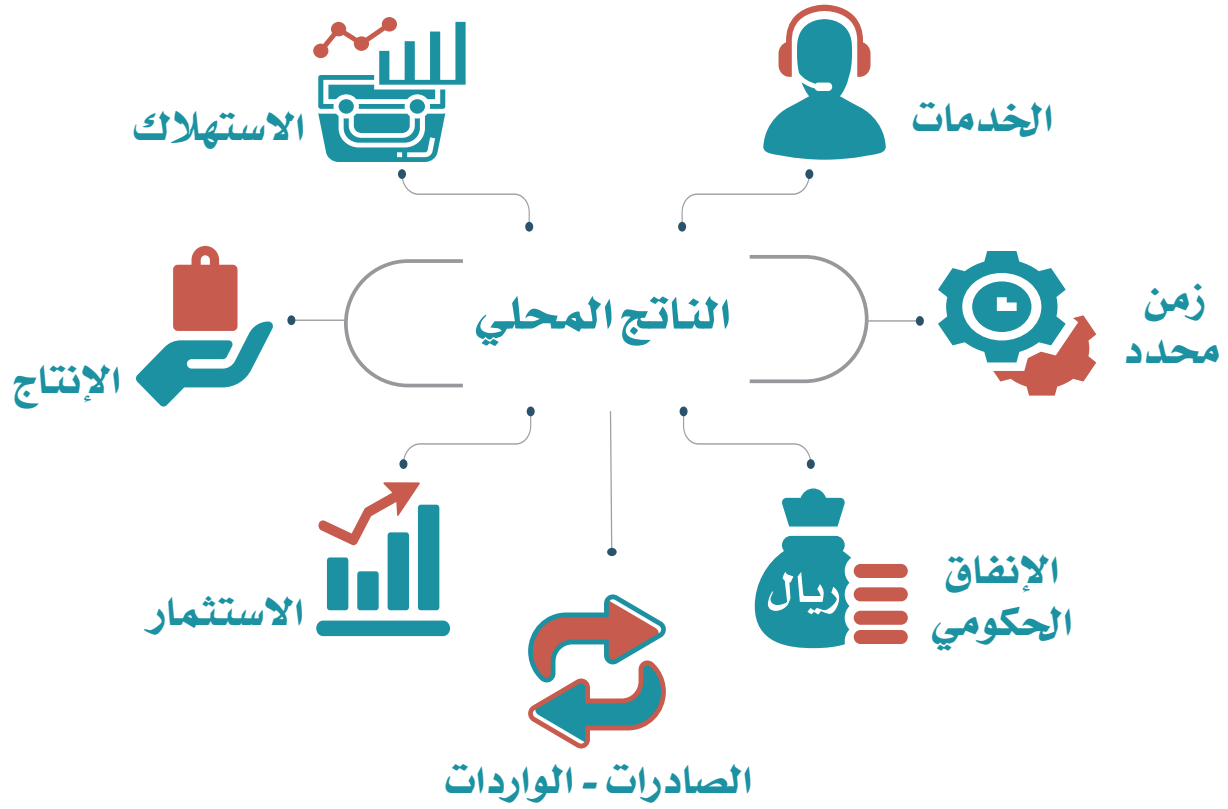 الخدمات
الاستهلاك
زمن
محدد
الناتج المحلي
الإنتاج
الإنفاق
الحكومي
ريال
الاستثمار
الصادرات - الواردات